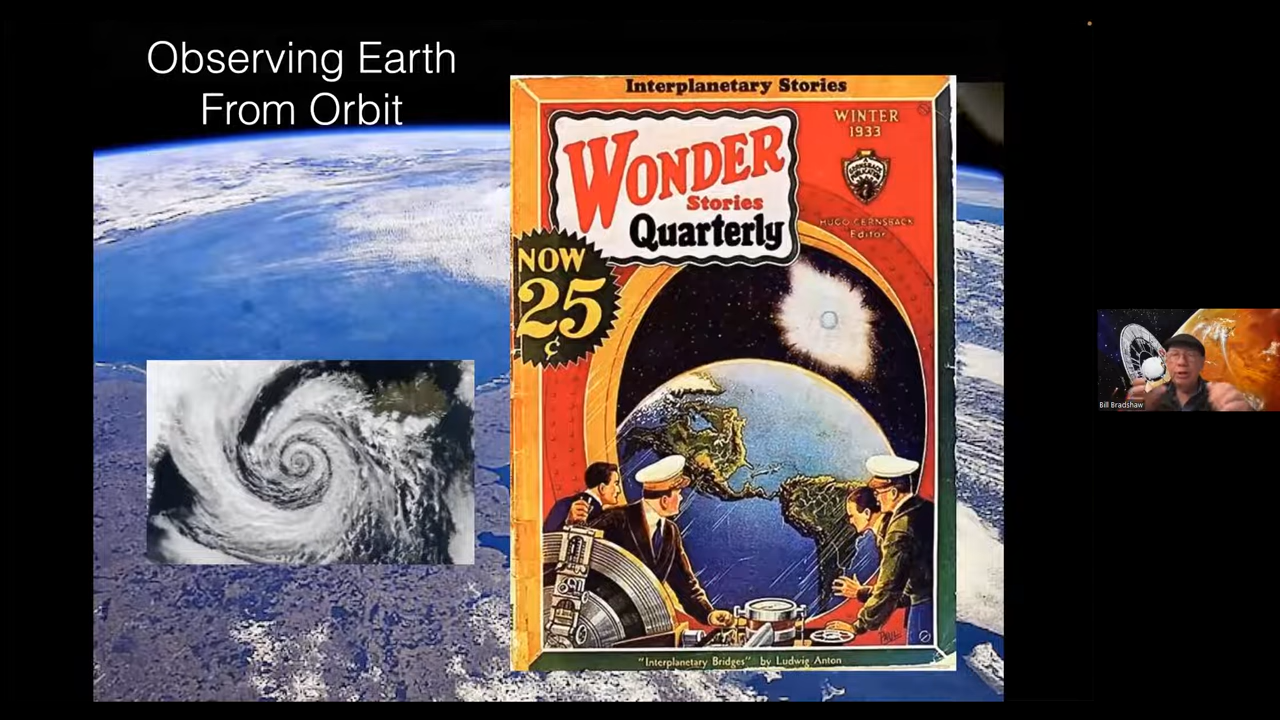 Observing Earth
From Orbit
Interplanetary Stories
WINTER
1933
WONDER
Stories
Quarterly
HUGO GERNSBACK
Editor
NOW
25
¢
"Interplanetary Bridges" by Ludwig Anton
Bill Bradshaw